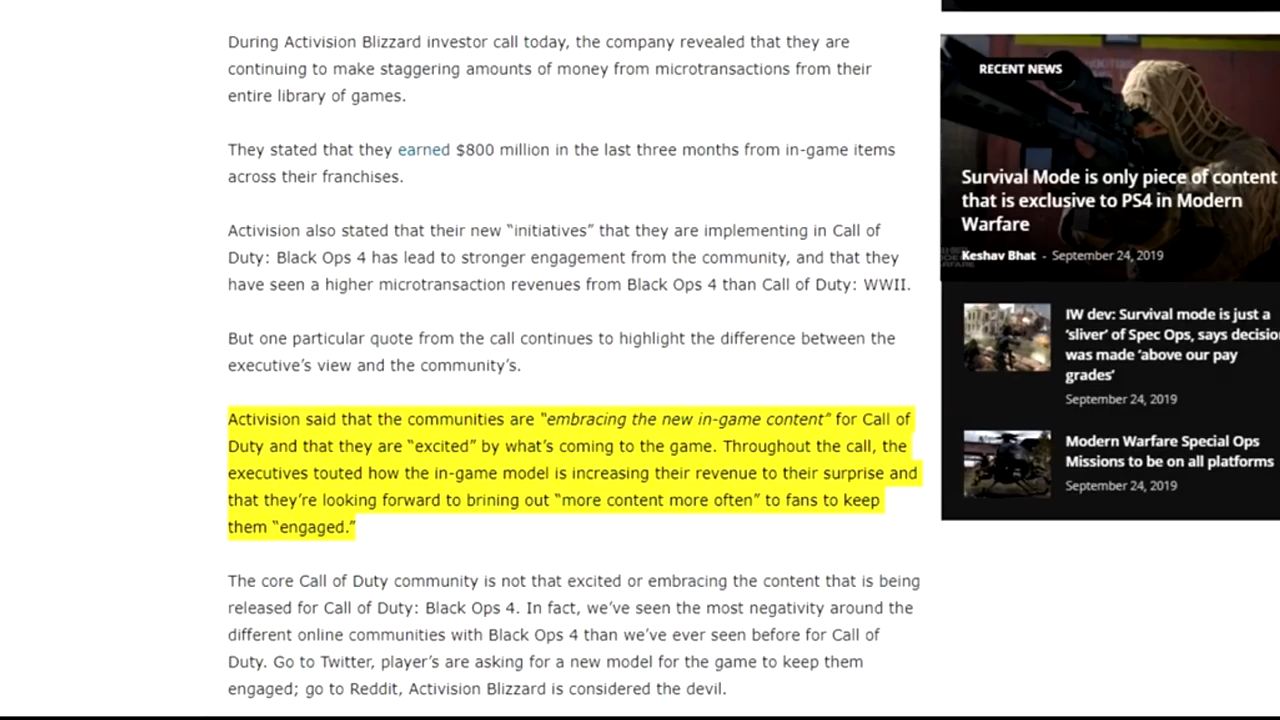 During Activision Blizzard investor call today, the company revealed that they are
continuing to make staggering amounts of money from microtransactions from their
entire library of games.
They stated that they earned $800 million in the last three months from in-game items
across their franchises.
Activision also stated that their new “initiatives” that they are implementing in Call of
Duty: Black Ops 4 has lead to stronger engagement from the community, and that they
have seen a higher microtransaction revenues from Black Ops 4 than Call of Duty: WWII.
But one particular quote from the call continues to highlight the difference between the
executive’s view and the community’s.
Activision said that the communities are “embracing the new in-game content” for Call of
Duty and that they are “excited” by what’s coming to the game. Throughout the call, the
executives touted how the in-game model is increasing their revenue to their surprise and
that they’re looking forward to brining out “more content more often” to fans to keep
them “engaged.”
The core Call of Duty community is not that excited or embracing the content that is being
released for Call of Duty: Black Ops 4. In fact, we’ve seen the most negativity around the
different online communities with Black Ops 4 than we’ve ever seen before for Call of
Duty. Go to Twitter, player’s are asking for a new model for the game to keep them
engaged; go to Reddit, Activision Blizzard is considered the devil.
RECENT NEWS
Survival Mode is only piece of content
that is exclusive to PS4 in Modern
Warfare
Keshav Bhat - September 24, 2019
IW dev: Survival mode is just a
‘sliver’ of Spec Ops, says decisio
was made ‘above our pay
grades’
September 24, 2019
Modern Warfare Special Ops
Missions to be on all platforms
September 24, 2019